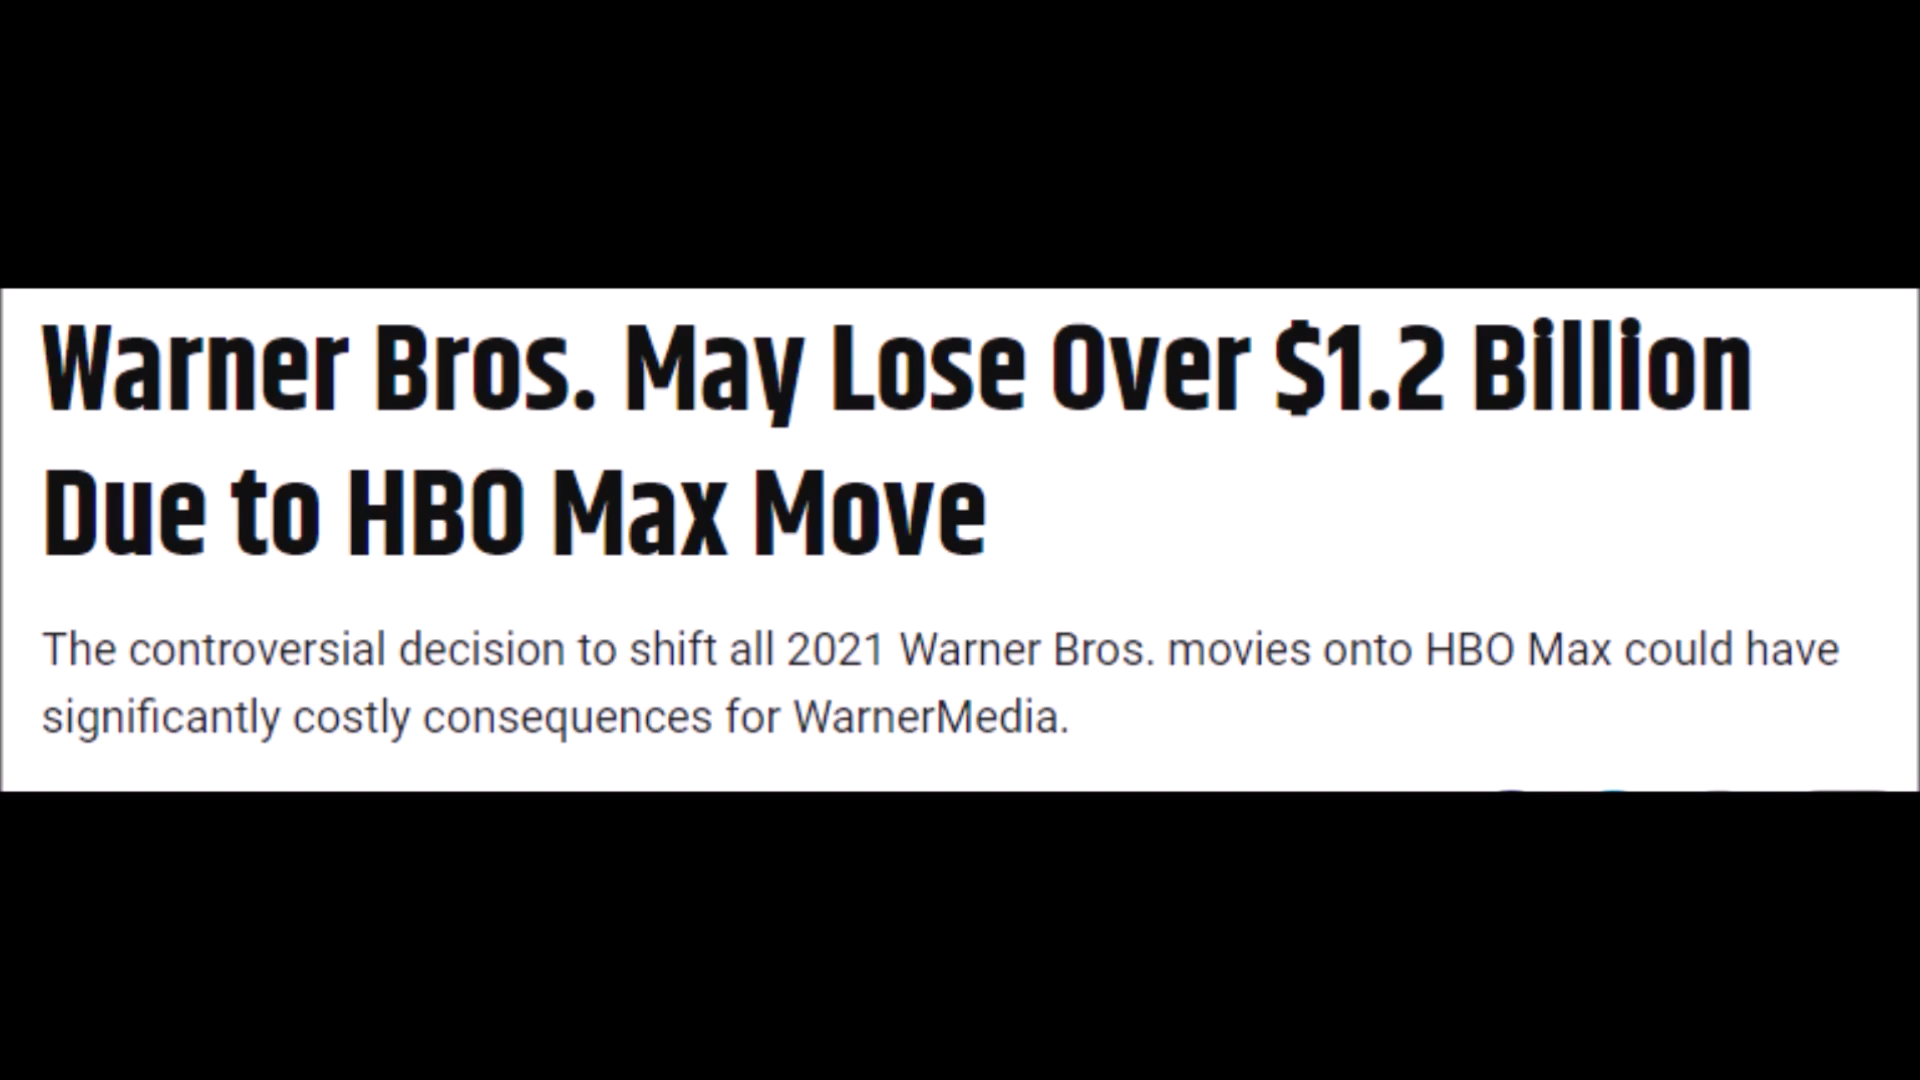 Warner Bros. May Lose Over $1.2 Billion
Due to HBO Max Move
The controversial decision to shift all 2021 Warner Bros. movies onto HBO Max could have
significantly costly consequences for WarnerMedia.